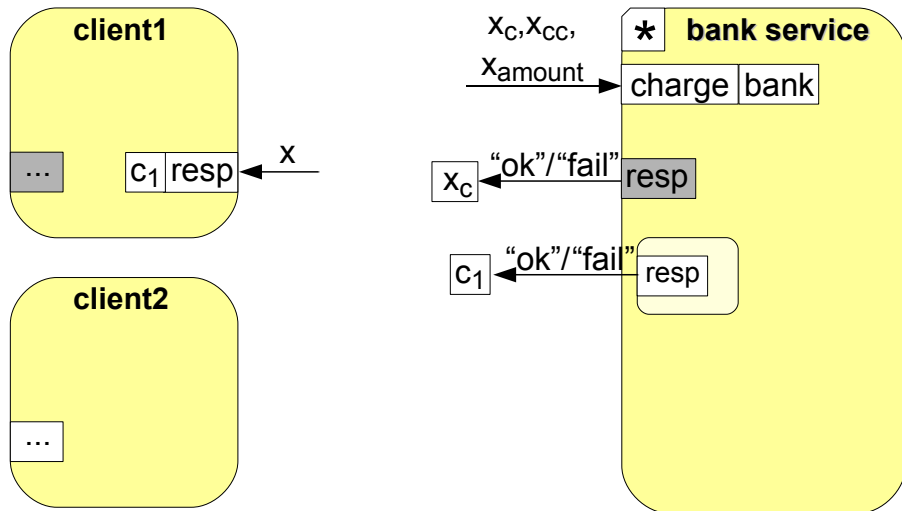 client1
...
c1 resp
x
client2
...
xc,xcc,
xamount
* bank service
charge bank
xc
“ok”/“fail”
resp
c1
“ok”/“fail”
resp